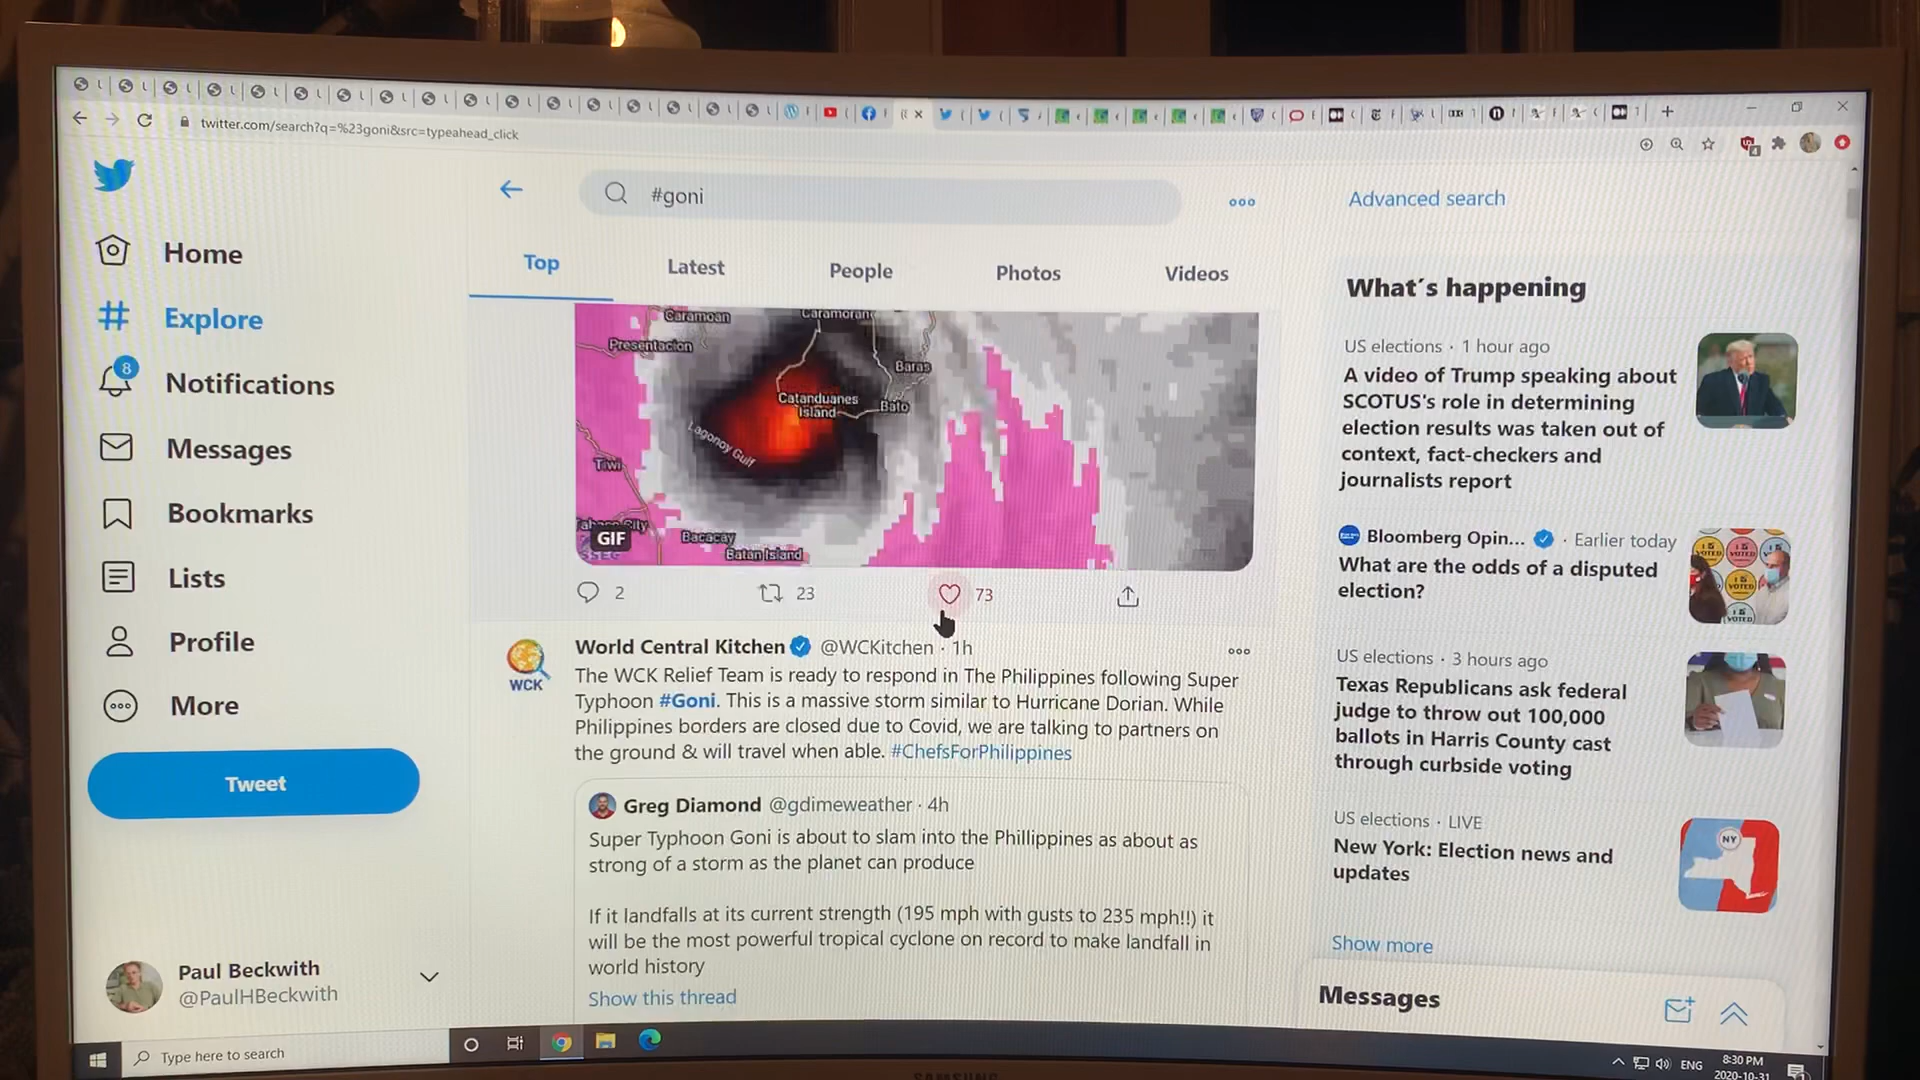 twitter.com/search?q=%23goni&src=typeahead_click
#goni
Top
Latest
People
Photos
Videos
Home
Explore
8
Notifications
Messages
Bookmarks
Lists
Profile
More
Tweet
Paul Beckwith
@PaulHBeckwith
Caramoan
Caramoran
Presentacion
Baras
Catanduanes
Island
Bato
Lagonoy Gulf
Tiwi
GIF
Bacacay
Batan Island
2
23
73
World Central Kitchen @WCKitchen · 1h
WCK
The WCK Relief Team is ready to respond in The Philippines following Super
Typhoon #Goni. This is a massive storm similar to Hurricane Dorian. While
Philippines borders are closed due to Covid, we are talking to partners on
the ground & will travel when able. #ChefsForPhilippines
Greg Diamond @gdimeweather · 4h
Super Typhoon Goni is about to slam into the Phillippines as about as
strong of a storm as the planet can produce
If it landfalls at its current strength (195 mph with gusts to 235 mph!!) it
will be the most powerful tropical cyclone on record to make landfall in
world history
Show this thread
Advanced search
What's happening
US elections · 1 hour ago
A video of Trump speaking about
SCOTUS's role in determining
election results was taken out of
context, fact-checkers and
journalists report
Bloomberg Opin... · Earlier today
What are the odds of a disputed
election?
US elections · 3 hours ago
Texas Republicans ask federal
judge to throw out 100,000
ballots in Harris County cast
through curbside voting
US elections · LIVE
New York: Election news and
updates
NY
Show more
Messages
Type here to search
ENG
8:30 PM
2020-10-31
SAMSUNG